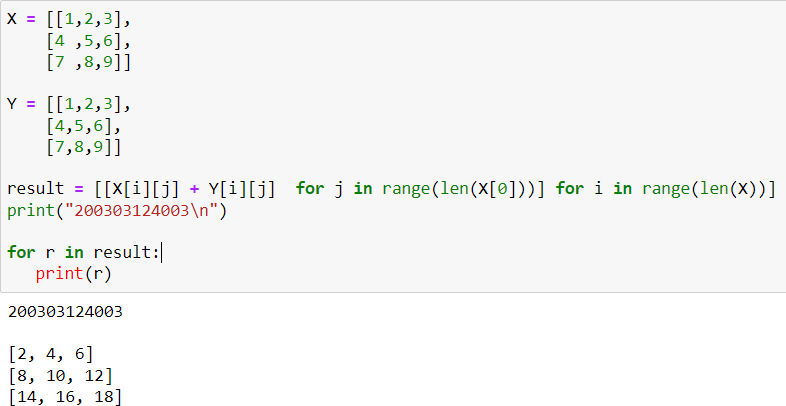 X = [[1,2,3],
    [4 ,5,6],
    [7 ,8,9]]

Y = [[1,2,3],
    [4,5,6],
    [7,8,9]]

result = [[X[i][j] + Y[i][j]  for j in range(len(X[0]))] for i in range(len(X))]
print("200303124003\n")

for r in result:
   print(r)
200303124003

[2, 4, 6]
[8, 10, 12]
[14, 16, 18]